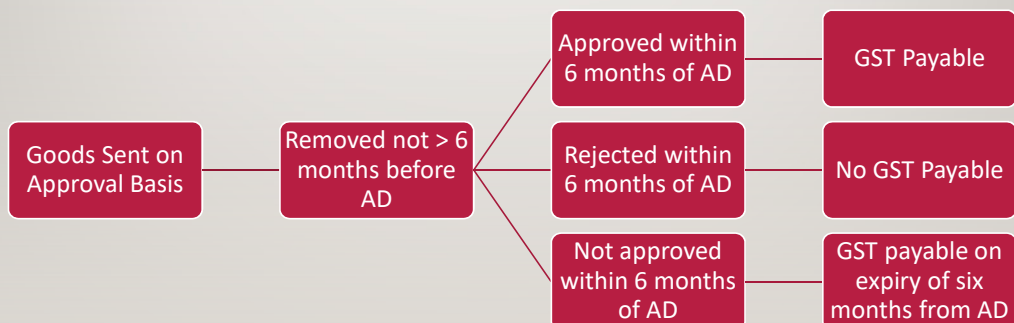 Goods Sent on
Approval Basis
Removed not > 6
months before
AD
Approved within
6 months of AD
GST Payable
Rejected within
6 months of AD
No GST Payable
Not approved
within 6 months
of AD
GST payable on
expiry of six
months from AD